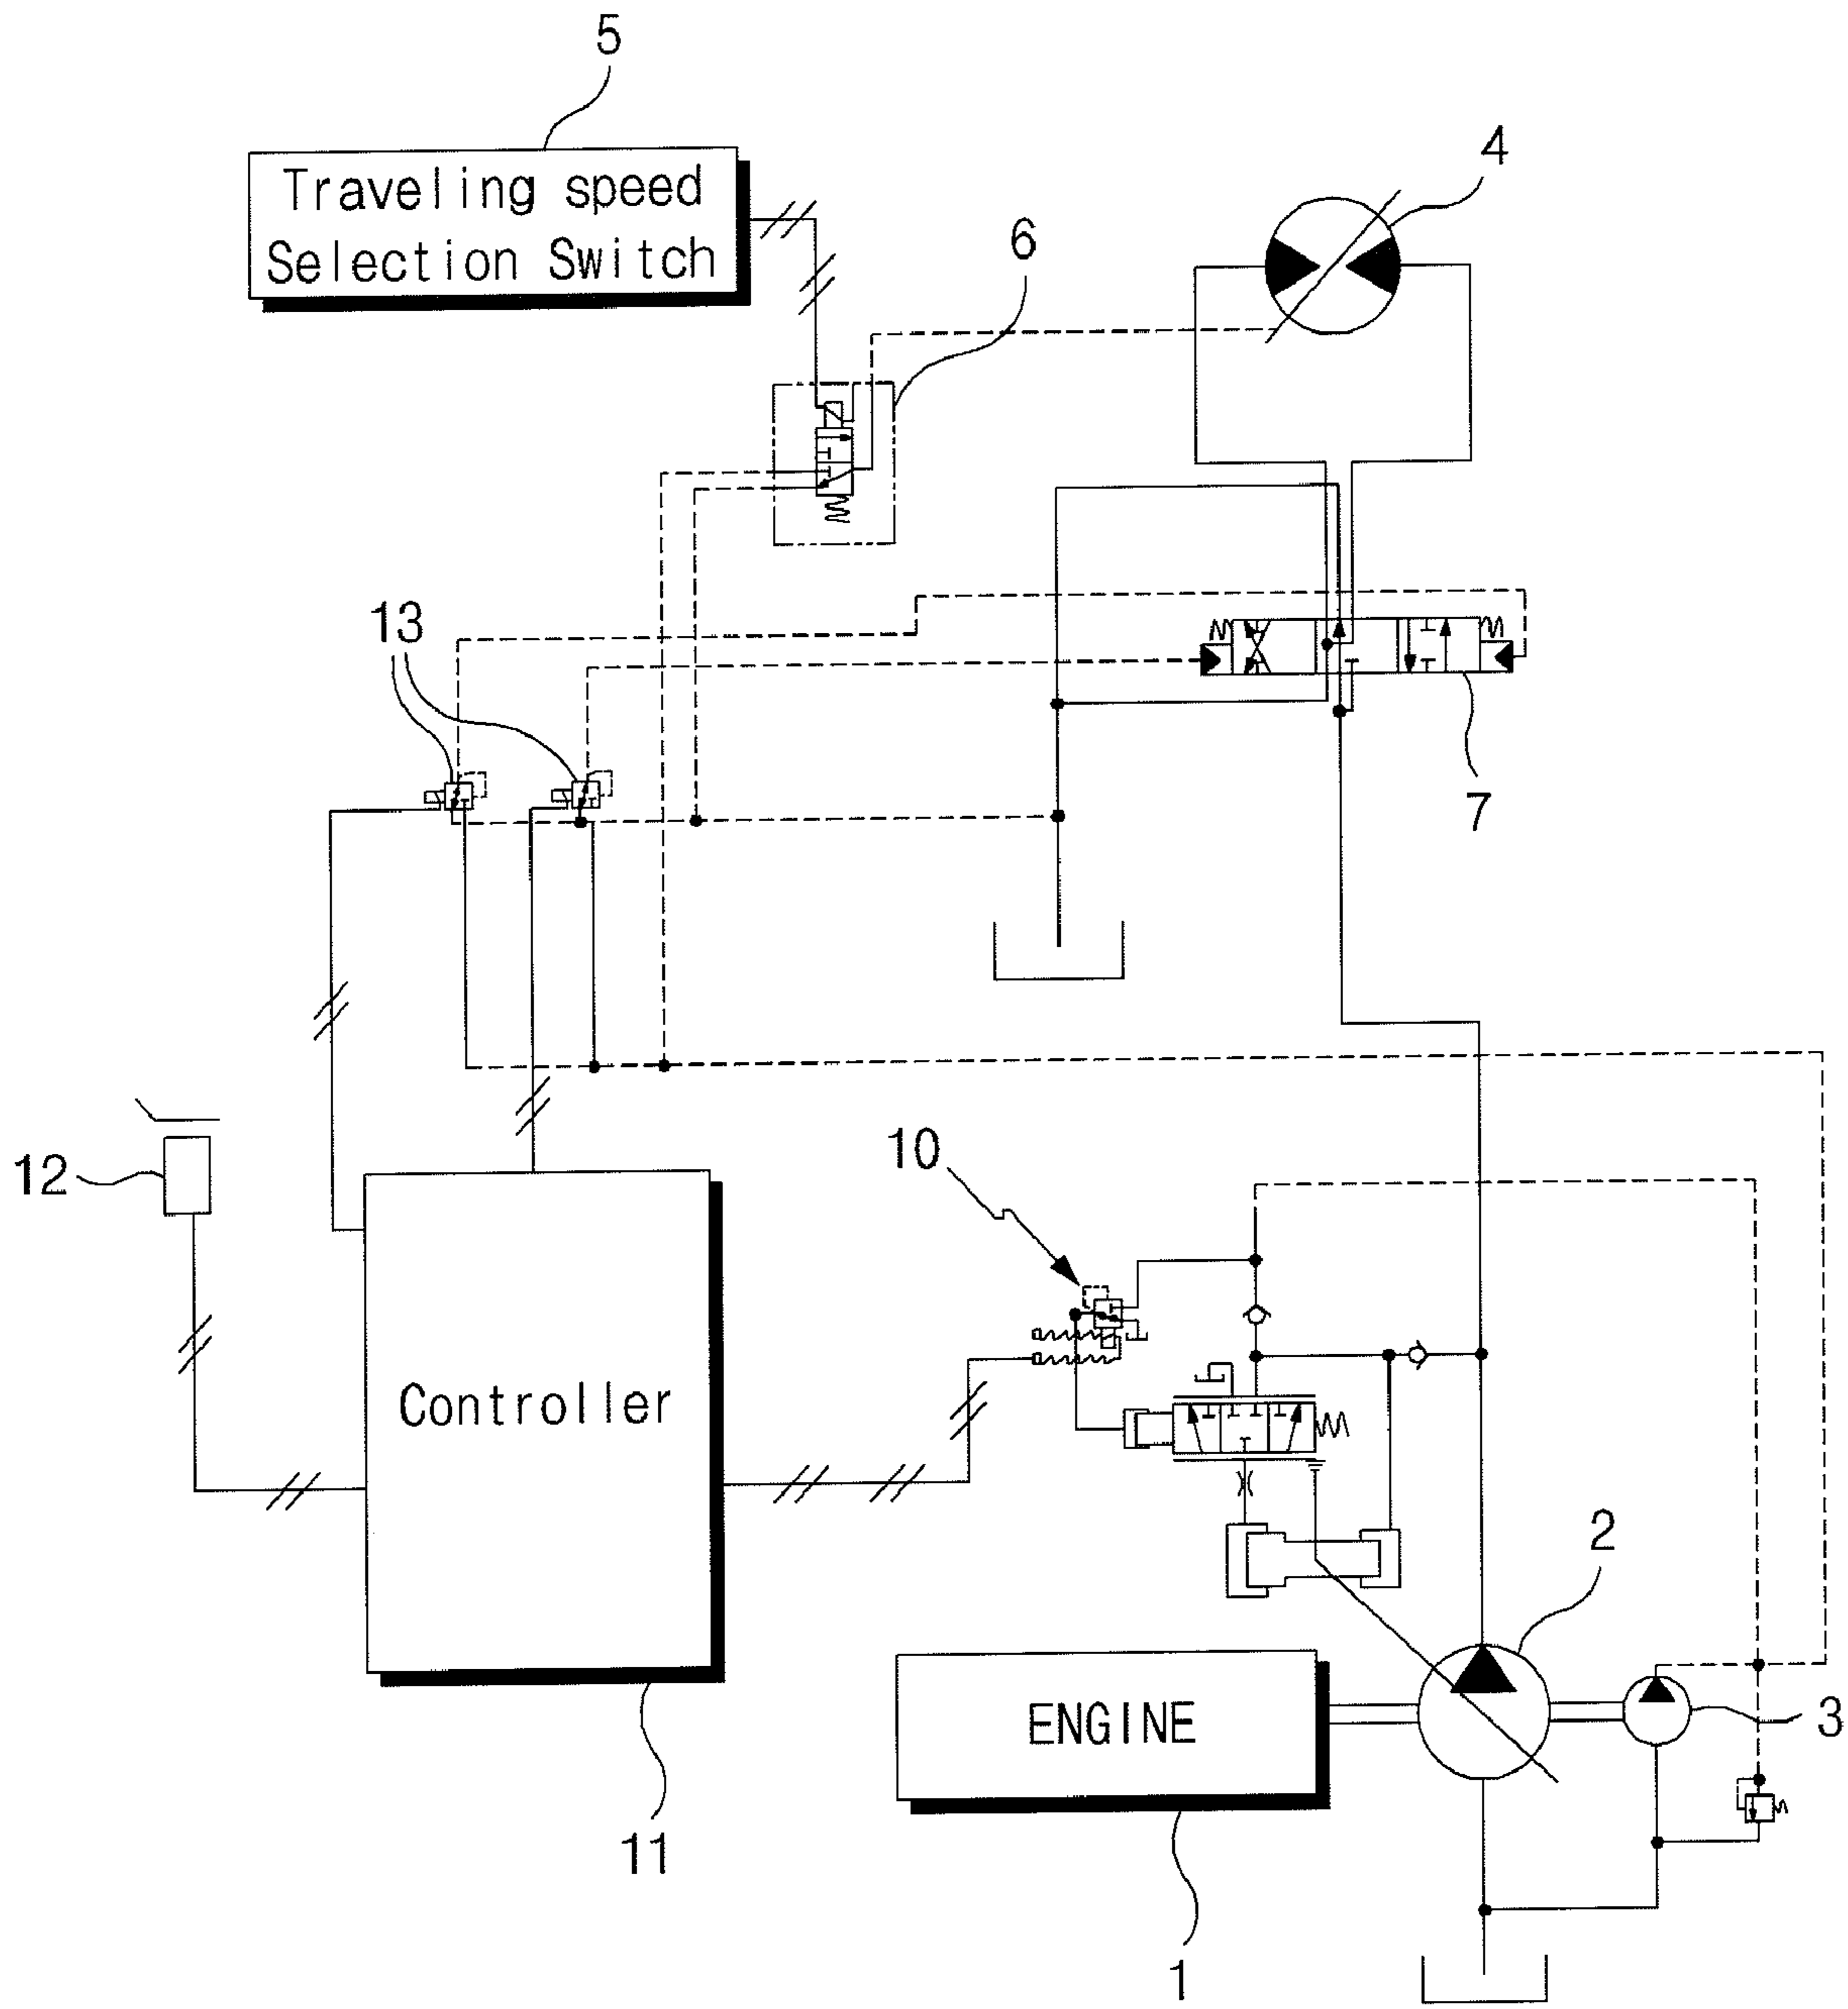 5
Traveling speed
Selection Switch
4
6
13
7
12
10
Controller
2
ENGINE
3
11
1